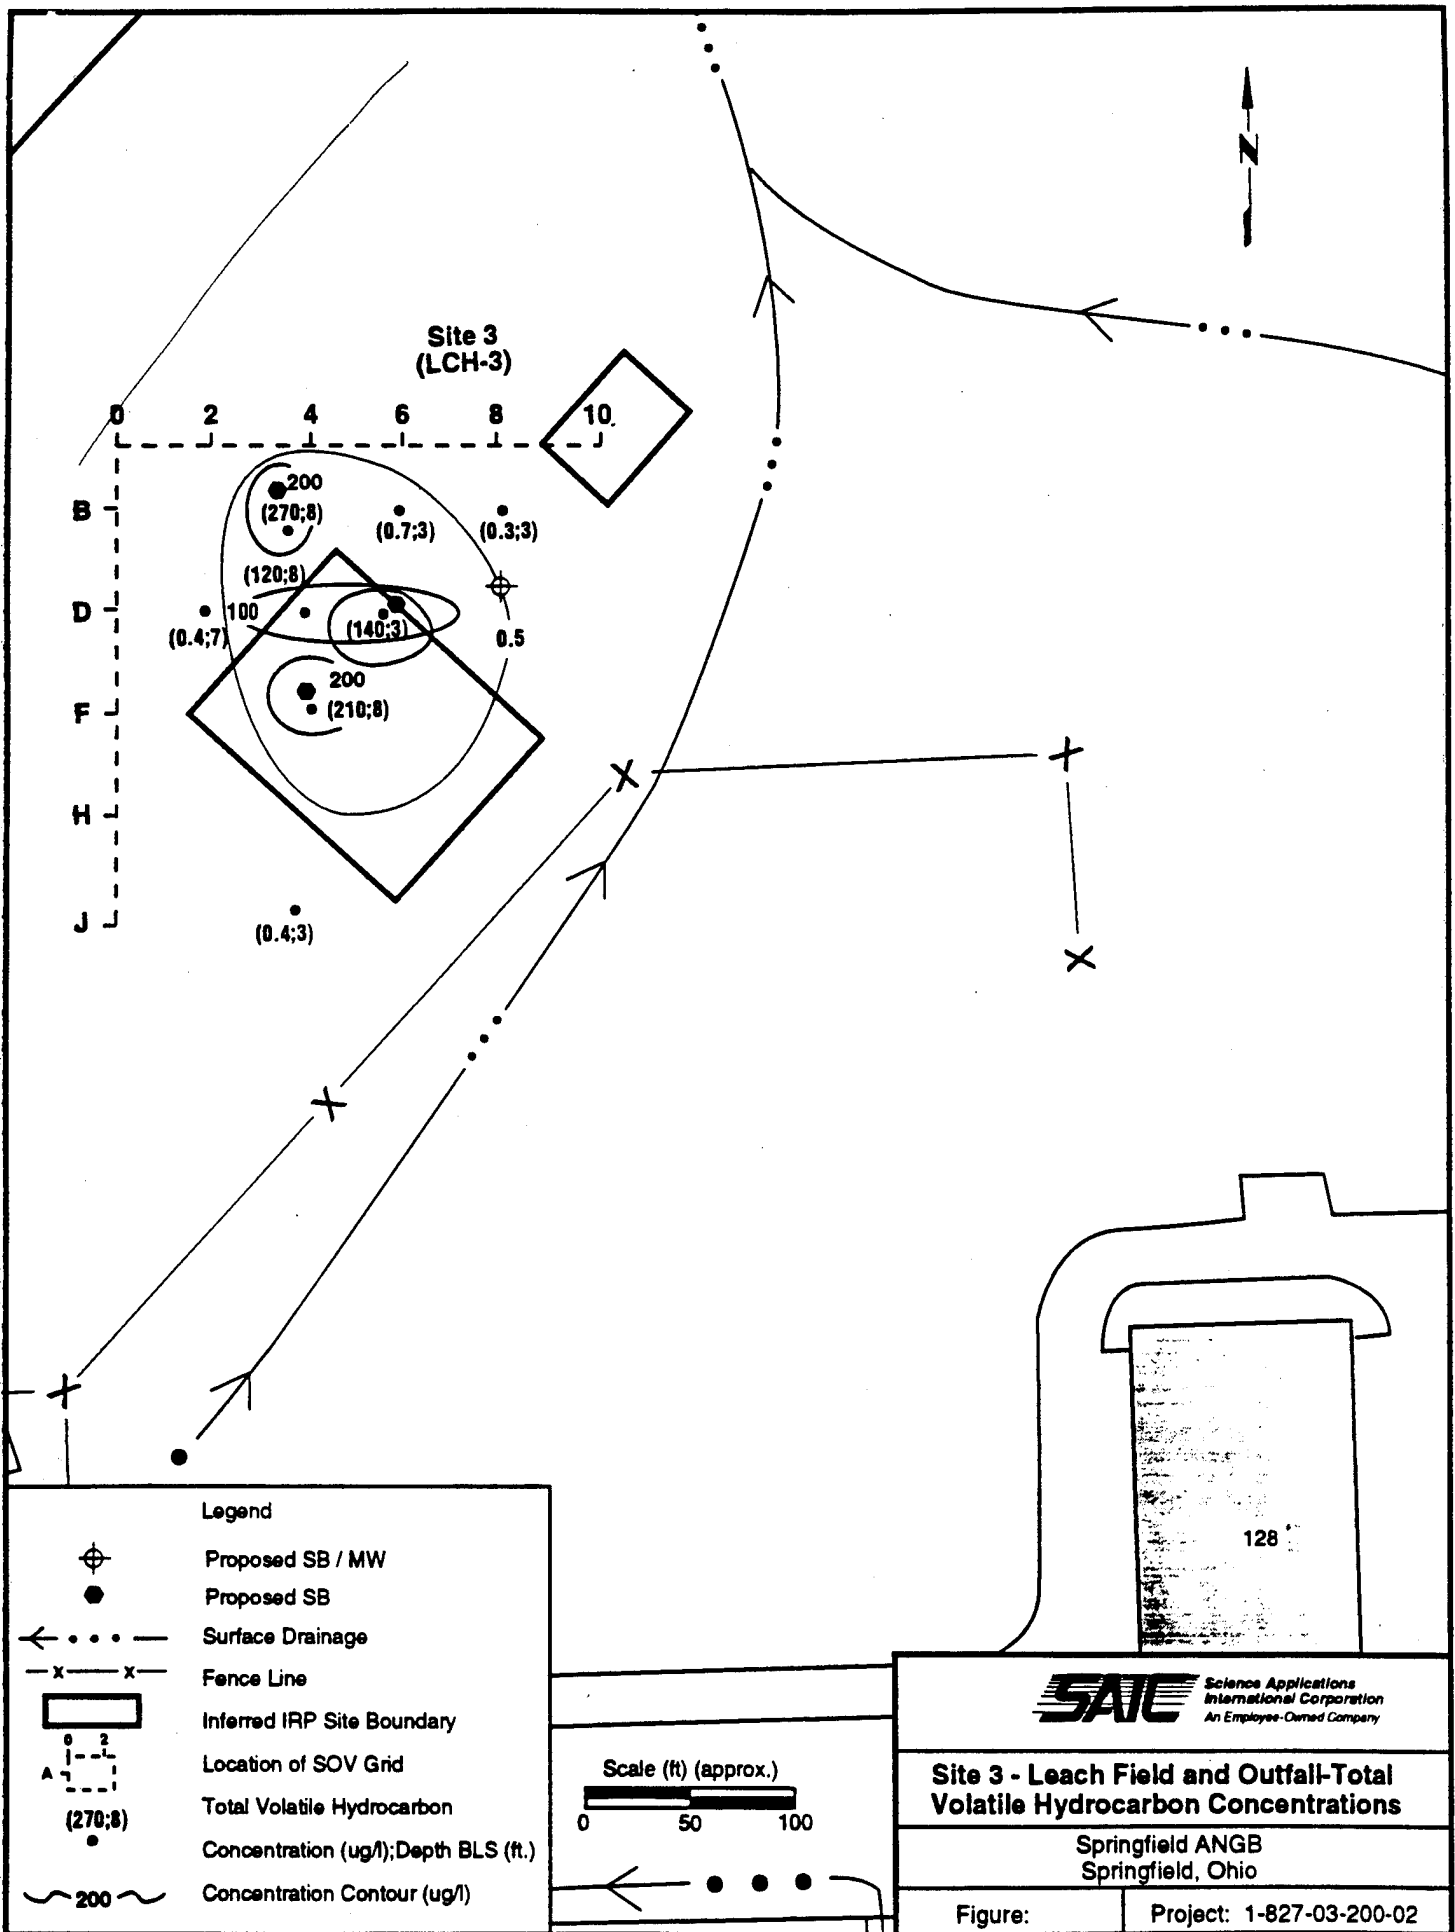 N
Site 3
(LCH-3)
0 2 4 6 8 10
B
D
F
H
J
200
(270;8)
(0.7;3)
(0.3;3)
(120;8)
100
(0.4;7)
(140;3)
0.5
200
(210;8)
(0.4;3)
X
X
X
X
X
128
Legend
Proposed SB / MW
Proposed SB
Surface Drainage
x x
Fence Line
Inferred IRP Site Boundary
0 2
A
Location of SOV Grid
(270;8)
Total Volatile Hydrocarbon
Concentration (ug/l);Depth BLS (ft.)
200
Concentration Contour (ug/l)
Scale (ft) (approx.)
0 50 100
SAIC
Science Applications
International Corporation
An Employee-Owned Company
Site 3 - Leach Field and Outfall-Total
Volatile Hydrocarbon Concentrations
Springfield ANGB
Springfield, Ohio
Figure:
Project: 1-827-03-200-02